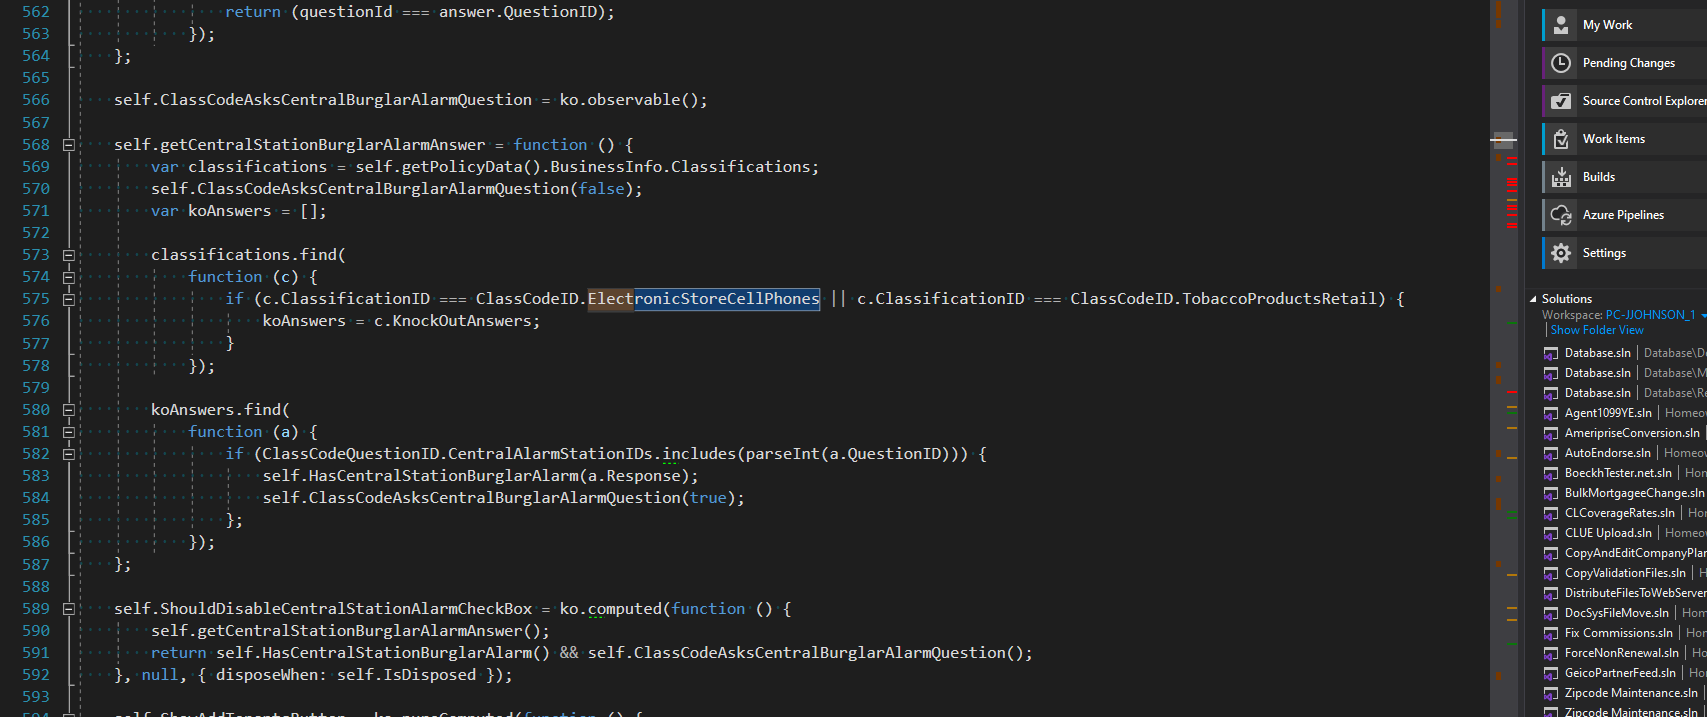 562 return (questionId === answer.QuestionID);
563 });
564 };
565
566 self.ClassCodeAsksCentralBurglarAlarmQuestion = ko.observable();
567
568 self.getCentralStationBurglarAlarmAnswer = function () {
569 var classifications = self.getPolicyData().BusinessInfo.Classifications;
570 self.ClassCodeAsksCentralBurglarAlarmQuestion(false);
571 var koAnswers = [];
572
573 classifications.find(
574 function (c) {
575 if (c.ClassificationID === ClassCodeID.ElectronicStoreCellPhones || c.ClassificationID === ClassCodeID.TobaccoProductsRetail) {
576 koAnswers = c.KnockOutAnswers;
577 }
578 });
579
580 koAnswers.find(
581 function (a) {
582 if (ClassCodeQuestionID.CentralAlarmStationIDs.includes(parseInt(a.QuestionID))) {
583 self.HasCentralStationBurglarAlarm(a.Response);
584 self.ClassCodeAsksCentralBurglarAlarmQuestion(true);
585 };
586 });
587 };
588
589 self.ShouldDisableCentralStationAlarmCheckBox = ko.computed(function () {
590 self.getCentralStationBurglarAlarmAnswer();
591 return self.HasCentralStationBurglarAlarm() && self.ClassCodeAsksCentralBurglarAlarmQuestion();
592 }, null, { disposeWhen: self.IsDisposed });
593
My Work
Pending Changes
Source Control Explorer
Work Items
Builds
Azure Pipelines
Settings
Solutions
Workspace: PC-JJOHNSON_1
Show Folder View
Database.sln | Database\D
Database.sln | Database\M
Database.sln | Database\Re
Agent1099YE.sln | Homeov
AmeripriseConversion.sln
AutoEndorse.sln | Homeow
BoeckhTester.net.sln | Hom
BulkMortgageeChange.sln
CLCoverageRates.sln | Hor
CLUE Upload.sln | Homeo
CopyAndEditCompanyPlan
CopyValidationFiles.sln | H
DistributeFilesToWebServer
DocSysFileMove.sln | Hom
Fix Commissions.sln | Hom
ForceNonRenewal.sln | Ho
GeicoPartnerFeed.sln | Ho
Zipcode Maintenance.sln
Zipcode Maintenance.sln